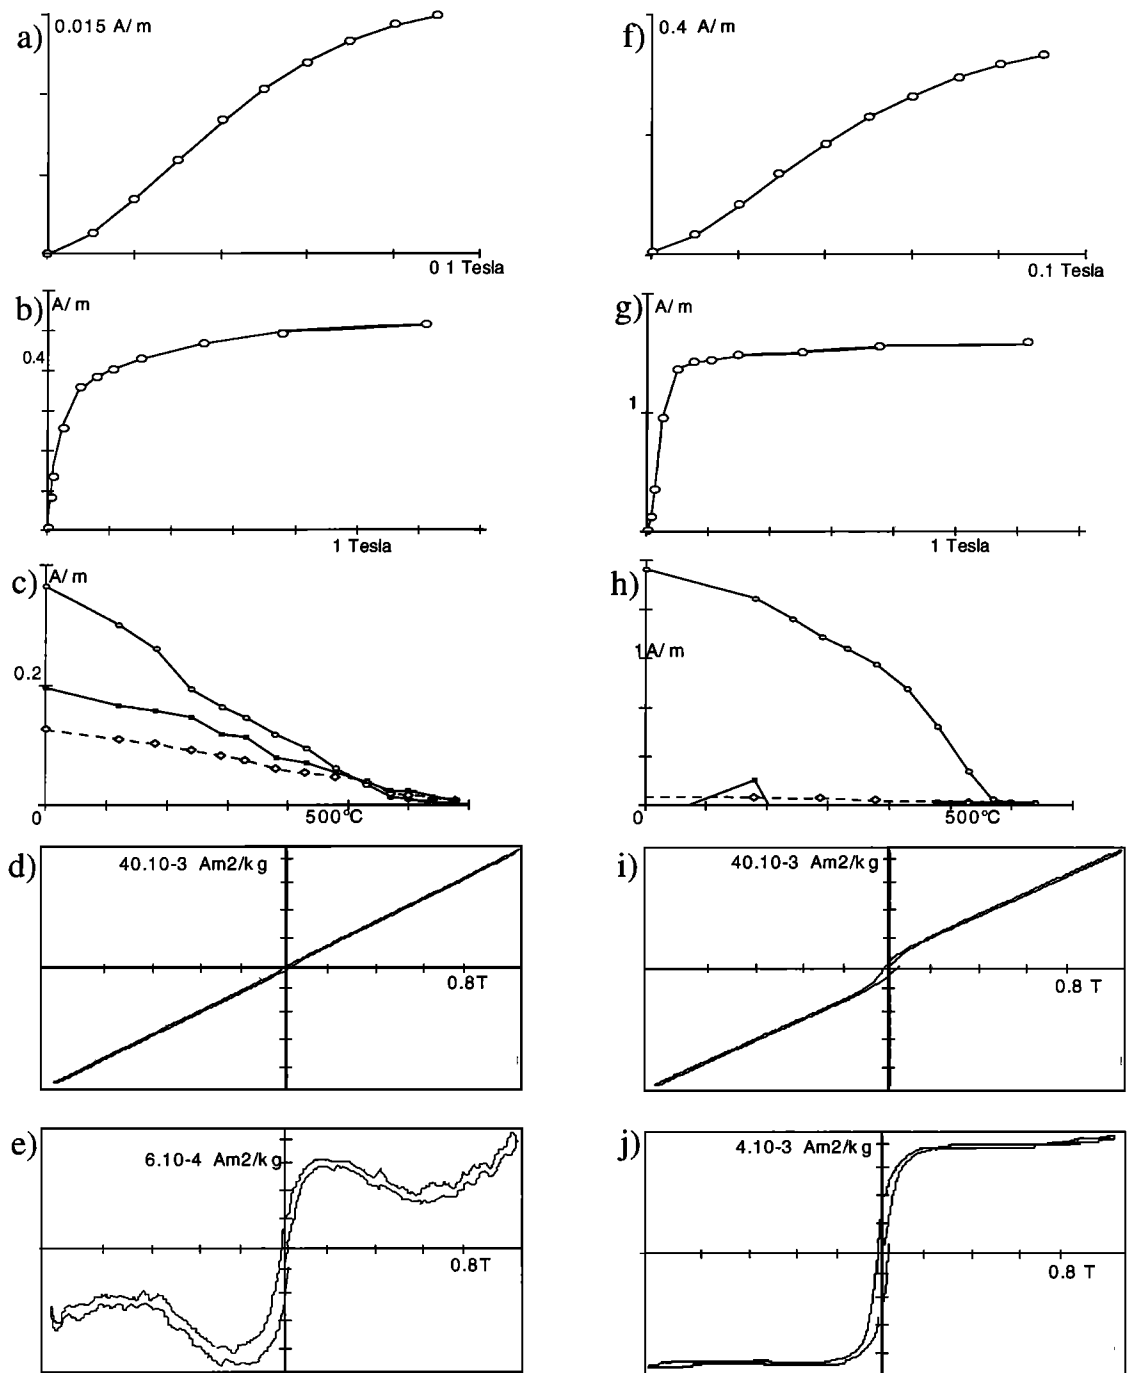 a) 0.015 A/m
0 1 Tesla
f) 0.4 A/m
0.1 Tesla
b) A/m
0.4
1 Tesla
g) A/m
1
1 Tesla
c) A/m
0.2
0 500°C
h)
1A/m
0 500°C
d) 40.10-3 Am2/kg
0.8T
i) 40.10-3 Am2/kg
0.8 T
e) 6.10-4 Am2/kg
0.8T
j) 4.10-3 Am2/kg
0.8 T